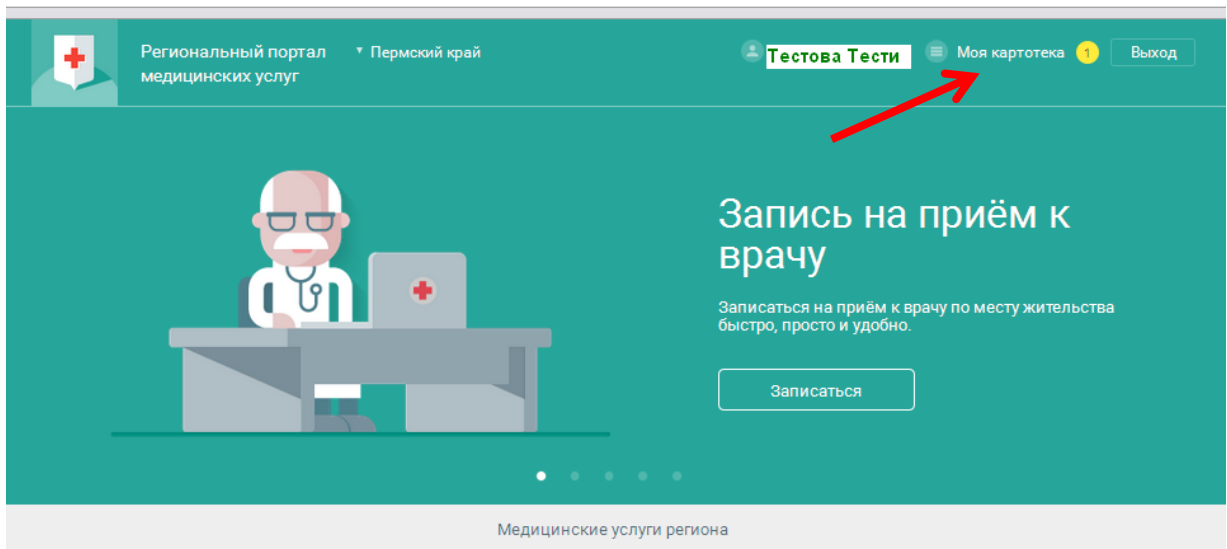 Региональный портал
медицинских услуг
Пермский край
Тестова Тести
Моя картотека 1
Выход
Запись на приём к
врачу
Записаться на приём к врачу по месту жительства
быстро, просто и удобно.
Записаться
Медицинские услуги региона